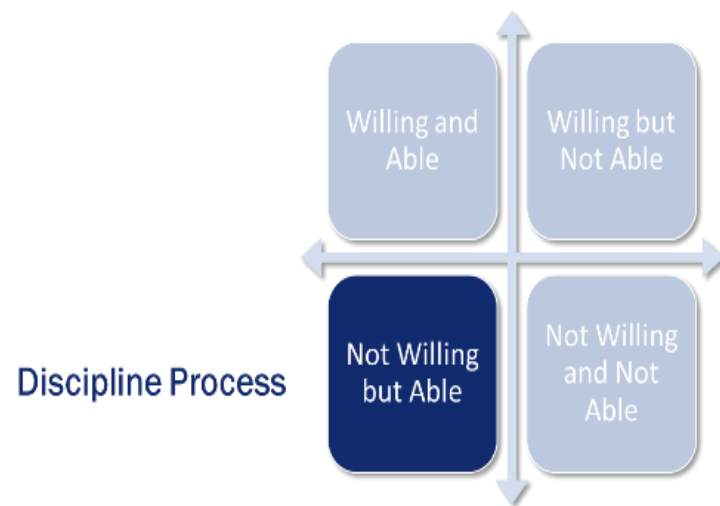 Willing and
Able
Willing but
Not Able
Discipline Process
Not Willing
but Able
Not Willing
and Not
Able